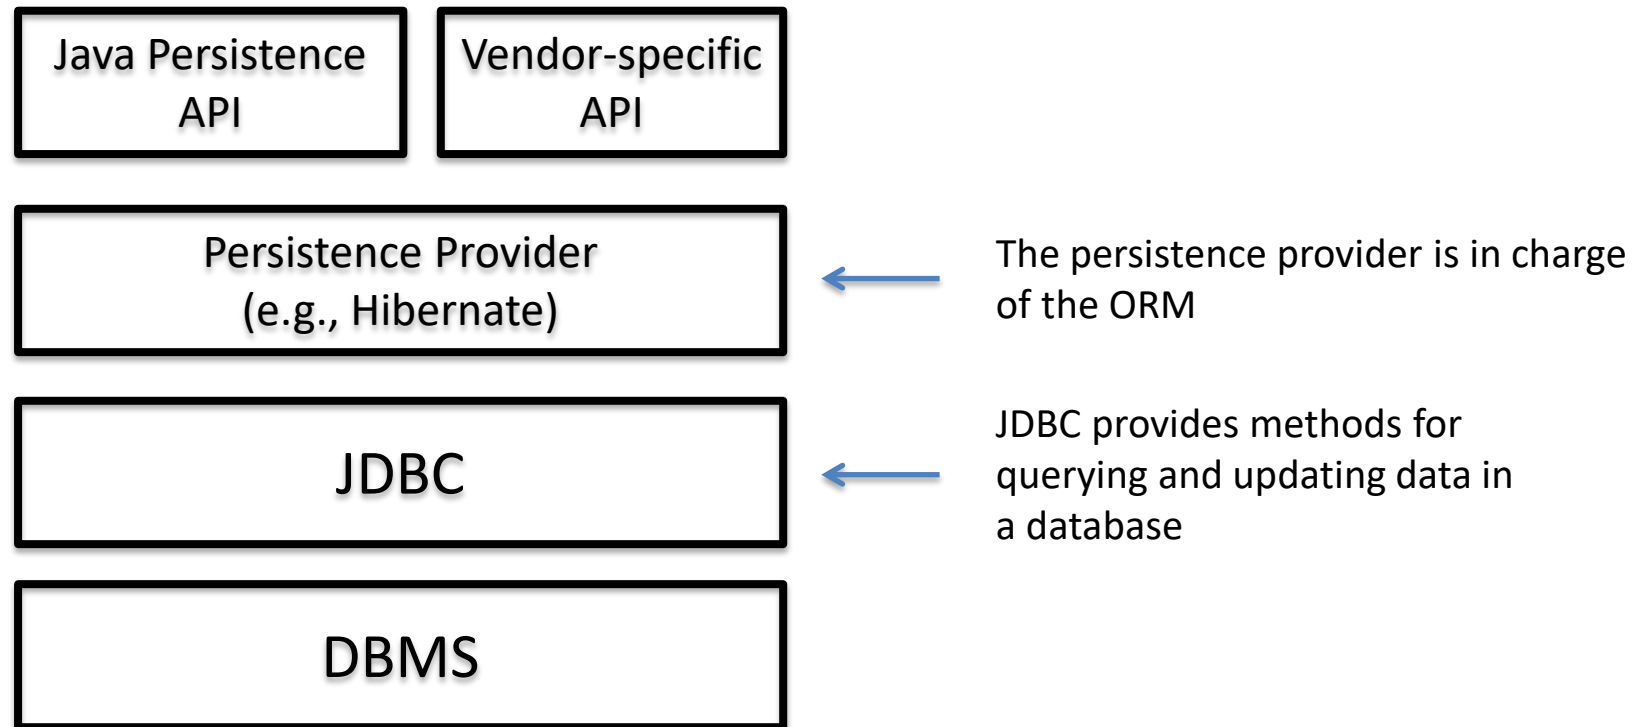 Java Persistence
API
Vendor-specific
API
Persistence Provider
(e.g., Hibernate)
The persistence provider is in charge
of the ORM
JDBC
JDBC provides methods for
querying and updating data in
a database
DBMS